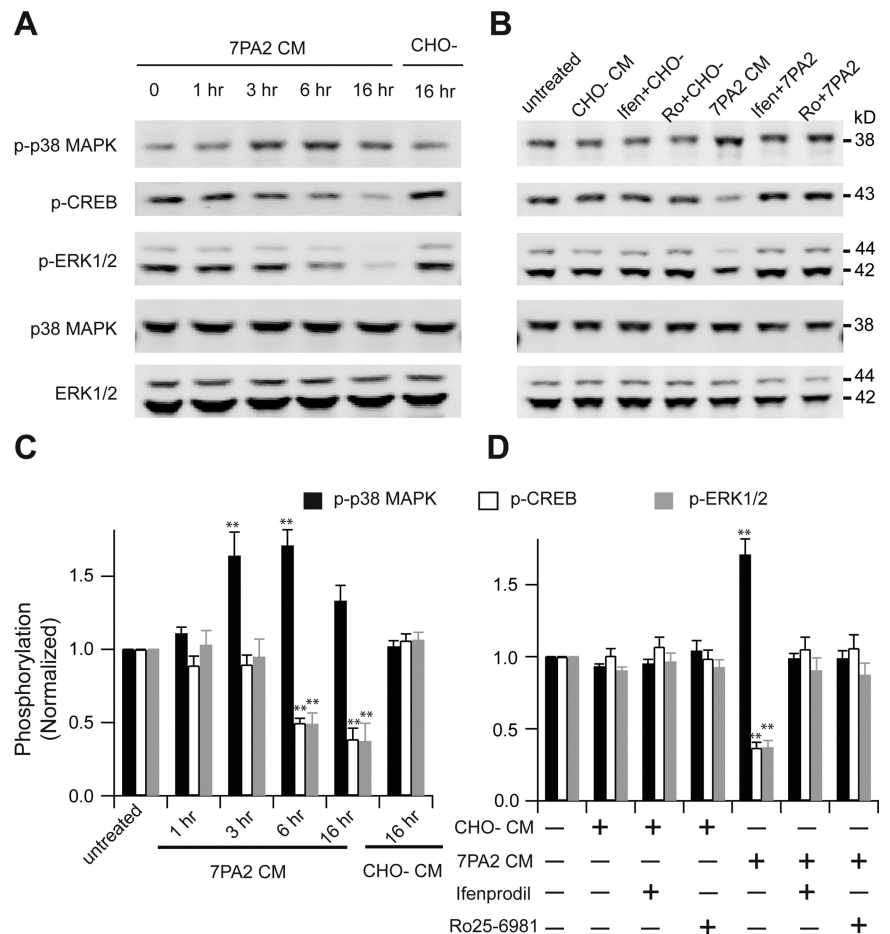 A
7PA2 CM CHO-
0 1 hr 3 hr 6 hr 16 hr 16 hr
p-p38 MAPK
p-CREB
p-ERK1/2
p38 MAPK
ERK1/2
B
untreated
CHO- CM
Ifen+CHO-
Ro+CHO-
7PA2 CM
Ifen+7PA2
Ro+7PA2
kD
38
43
44
42
38
44
42
C
D
p-p38 MAPK p-CREB p-ERK1/2
Phosphorylation
(Normalized)
1.5
1.0
0.5
0.0
** ** ** ** ** **
untreated 1 hr 3 hr 6 hr 16 hr 16 hr
7PA2 CM CHO- CM
1.5
1.0
0.5
0.0
** ** **
CHO- CM — + + + — — —
7PA2 CM — — — — + + +
Ifenprodil — — + — — + —
Ro25-6981 — — — + — — +